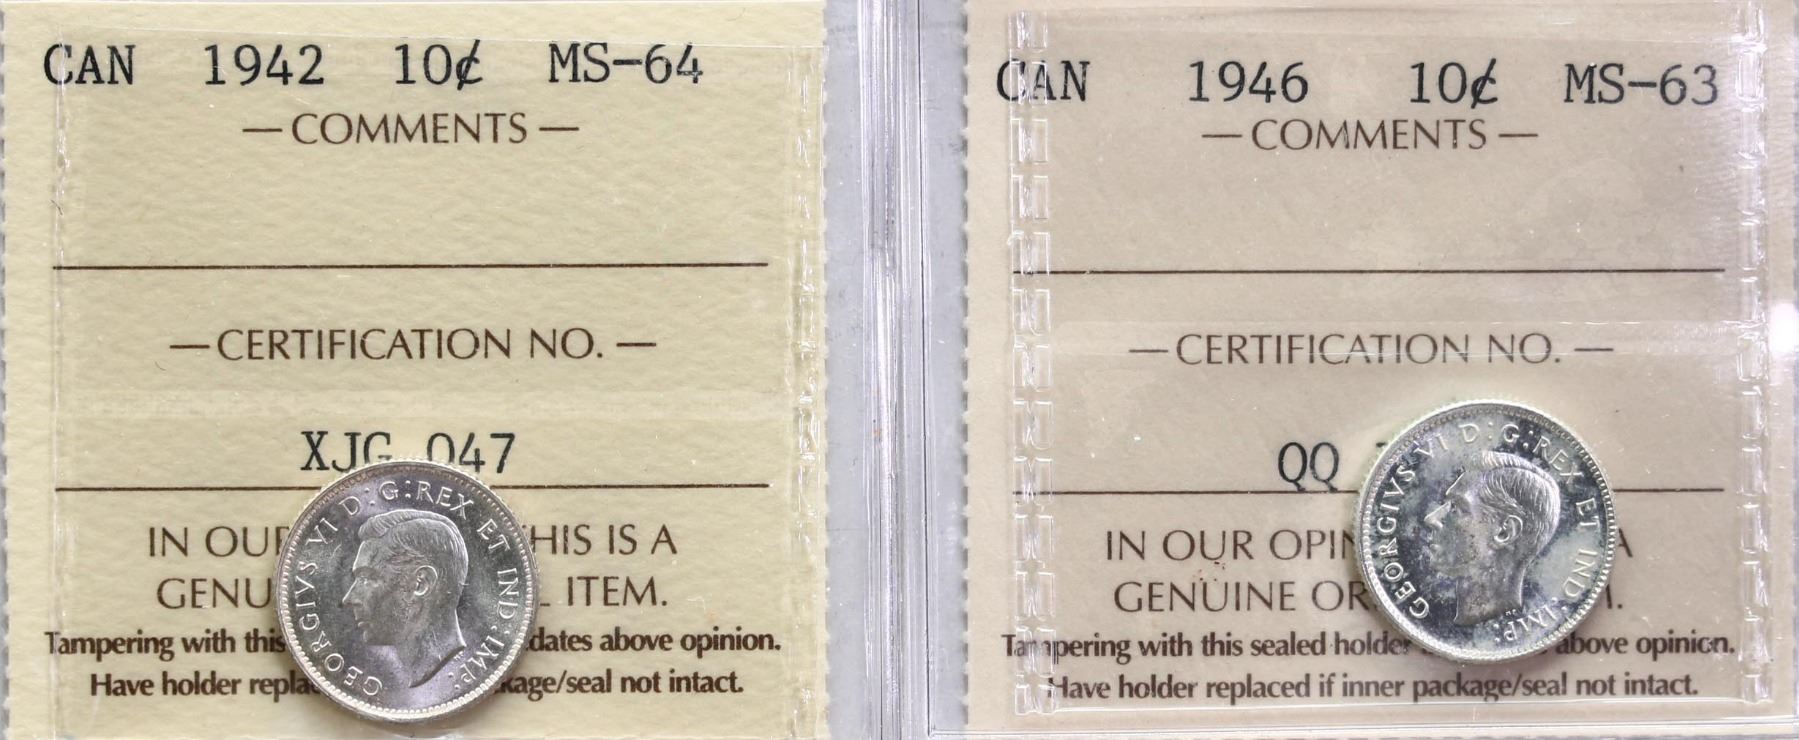 CAN 1942 10¢ MS-64
— COMMENTS —
— CERTIFICATION NO. —
XJG 047
IN OUR THIS IS A
GENU ITEM.
Tampering with this dates above opinion.
Have holder repla kage/seal not intact.
GEORGIVS VI D:G:REX ET IND:IMP:
CAN 1946 10¢ MS-63
— COMMENTS —
— CERTIFICATION NO. —
QQ
IN OUR OPIN A
GENUINE OR
Tampering with this sealed holder above opinion.
Have holder replaced if inner package/seal not intact.
GEORGIVS VI D:G:REX ET IND:IMP: